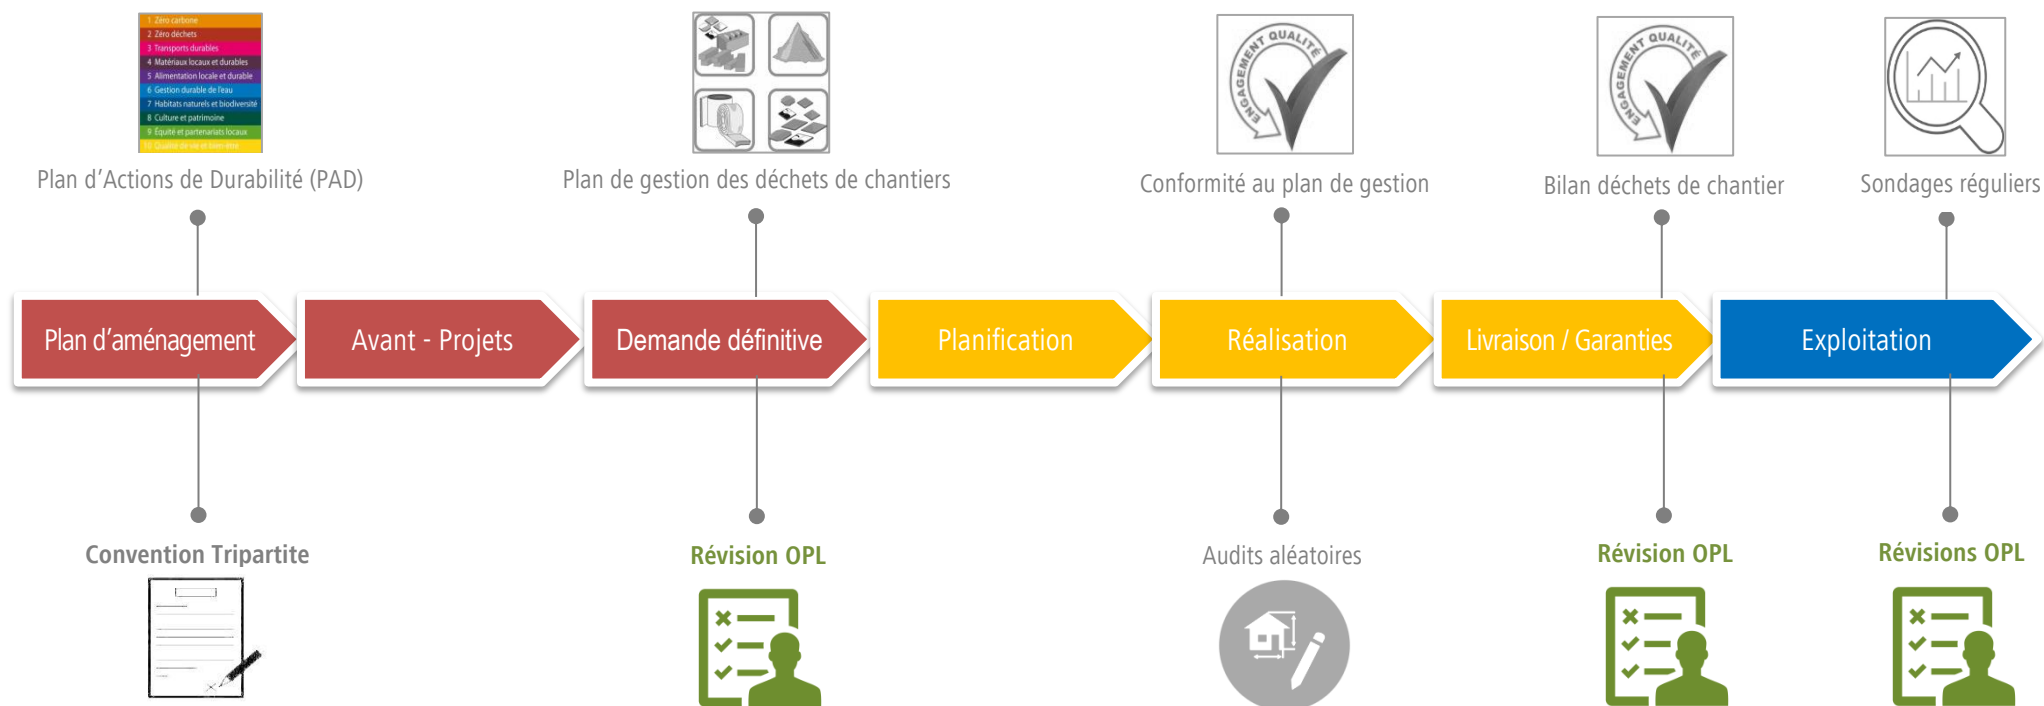 1 Zéro carbone
2 Zéro déchets
3 Transports durables
4 Matériaux locaux et durables
5 Alimentation locale et durable
6 Gestion durable de l'eau
7 Habitats naturels et biodiversité
8 Culture et patrimoine
9 Équité et partenariats locaux
10 Qualité de vie et bien-être
ENGAGEMENT QUALITÉ
ENGAGEMENT QUALITÉ
Plan d'Actions de Durabilité (PAD)
Plan de gestion des déchets de chantiers
Conformité au plan de gestion
Bilan déchets de chantier
Sondages réguliers
Plan d'aménagement
Avant - Projets
Demande définitive
Planification
Réalisation
Livraison / Garanties
Exploitation
Convention Tripartite
Révision OPL
Audits aléatoires
Révision OPL
Révisions OPL